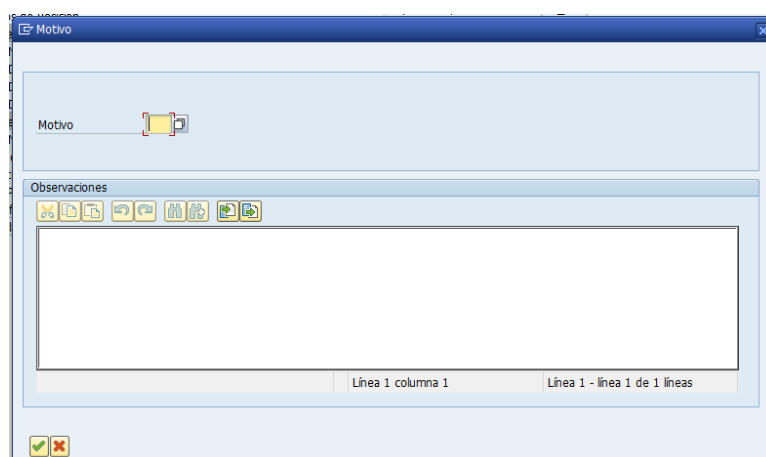 Motivo
Motivo
Observaciones
Línea 1 columna 1
Línea 1 - línea 1 de 1 líneas